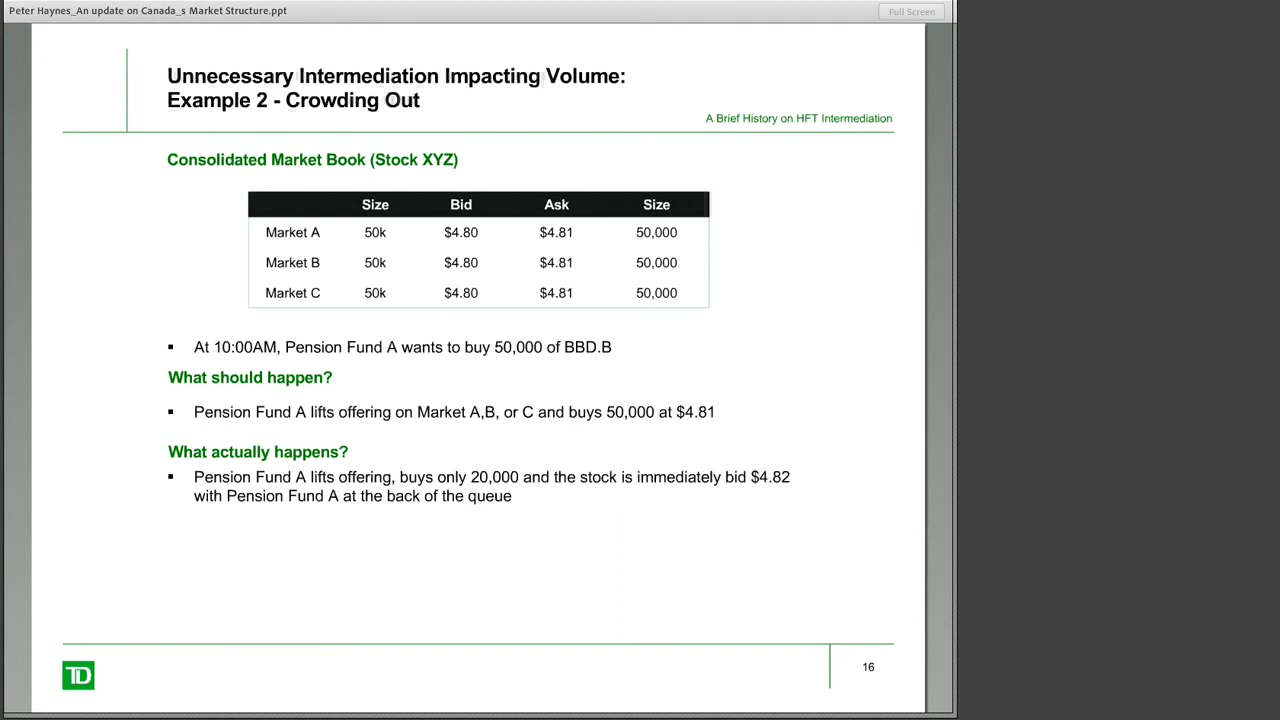 Peter Haynes_An update on Canada_s Market Structure.ppt
Full Screen
Unnecessary Intermediation Impacting Volume:
Example 2 - Crowding Out
A Brief History on HFT Intermediation
Consolidated Market Book (Stock XYZ)
Size Bid Ask Size
Market A 50k $4.80 $4.81 50,000
Market B 50k $4.80 $4.81 50,000
Market C 50k $4.80 $4.81 50,000
▪ At 10:00AM, Pension Fund A wants to buy 50,000 of BBD.B
What should happen?
▪ Pension Fund A lifts offering on Market A,B, or C and buys 50,000 at $4.81
What actually happens?
▪ Pension Fund A lifts offering, buys only 20,000 and the stock is immediately bid $4.82
with Pension Fund A at the back of the queue
TD
16